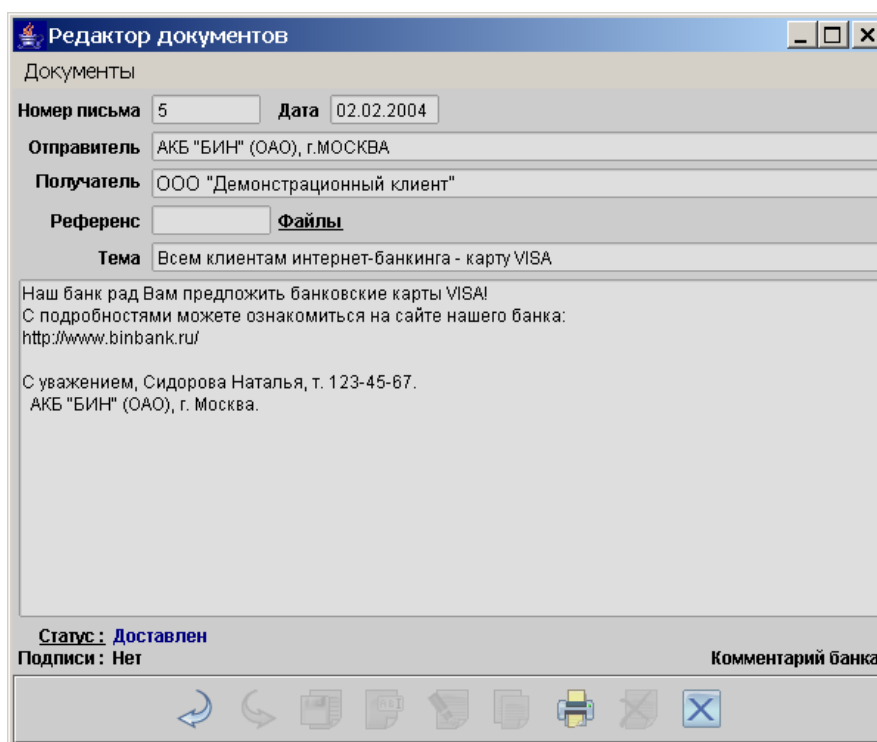 Редактор документов
Документы
Номер письма 5 Дата 02.02.2004
Отправитель АКБ "БИН" (ОАО), г.МОСКВА
Получатель ООО "Демонстрационный клиент"
Референс Файлы
Тема Всем клиентам интернет-банкинга - карту VISA
Наш банк рад Вам предложить банковские карты VISA!
С подробностями можете ознакомиться на сайте нашего банка:
http://www.binbank.ru/
С уважением, Сидорова Наталья, т. 123-45-67.
АКБ "БИН" (ОАО), г. Москва.
Статус : Доставлен
Подписи : Нет Комментарий банка